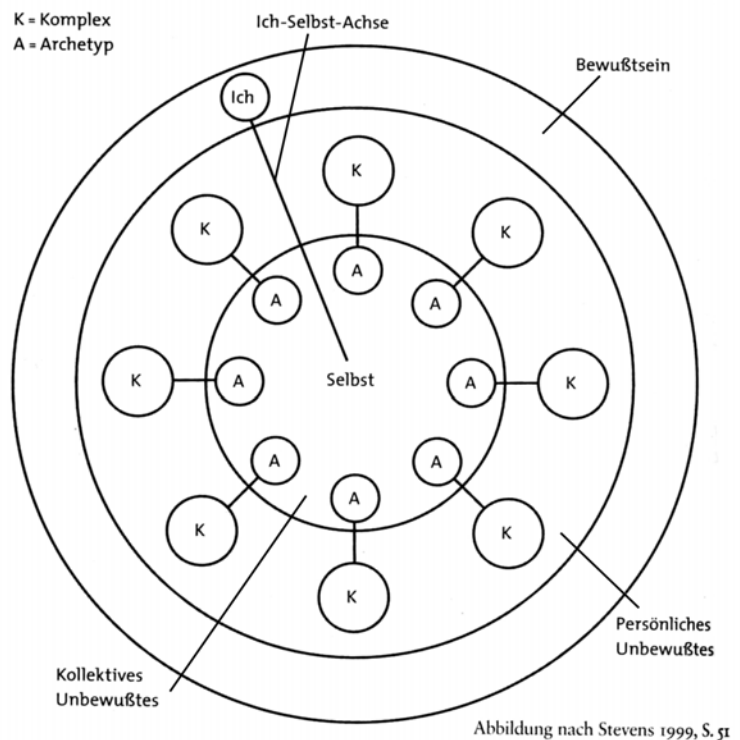 K = Komplex
A = Archetyp
Ich-Selbst-Achse
Bewußtsein
Ich
K
K
K
A
A
A
K
A
Selbst
A
K
A
A
A
K
K
K
Persönliches
Unbewußtes
Kollektives
Unbewußtes
Abbildung nach Stevens 1999, S. 51